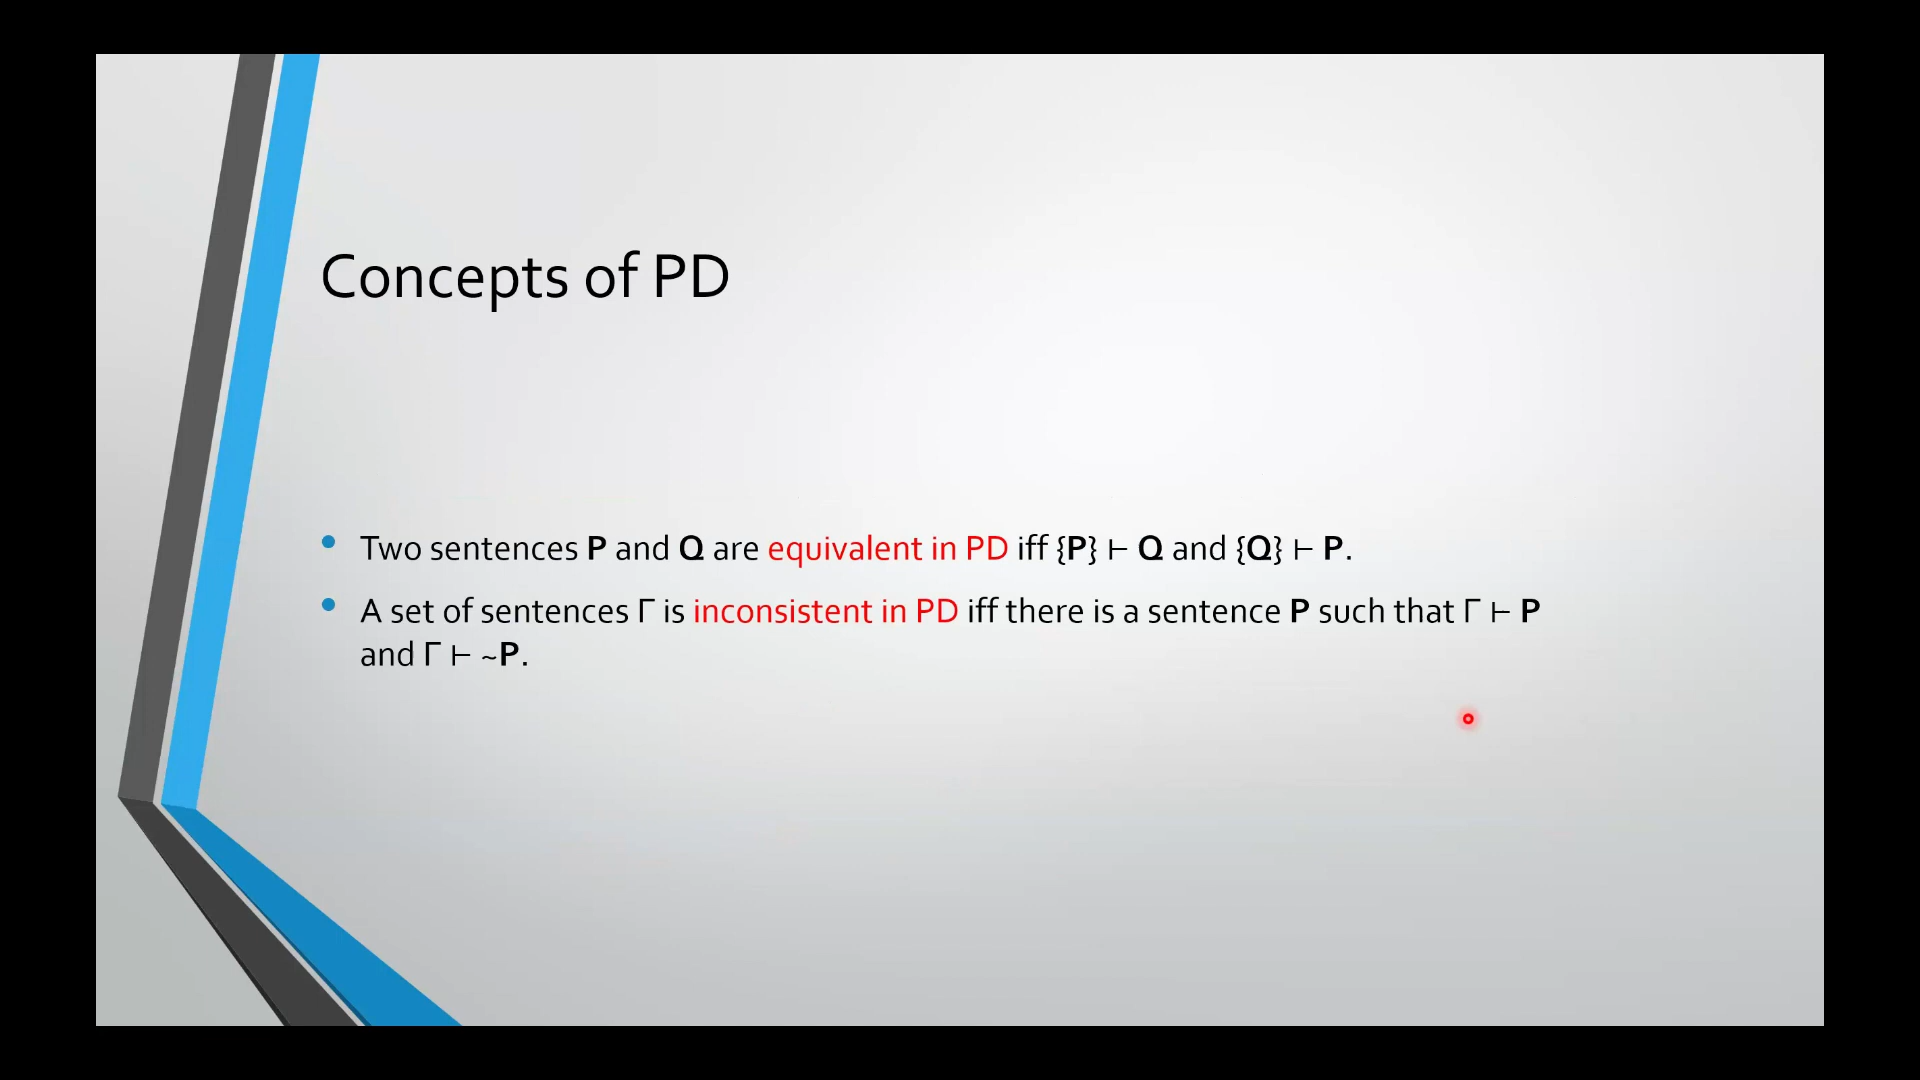 Concepts of PD
• Two sentences P and Q are equivalent in PD iff {P} ⊢ Q and {Q} ⊢ P.
• A set of sentences Γ is inconsistent in PD iff there is a sentence P such that Γ ⊢ P
and Γ ⊢ ~P.